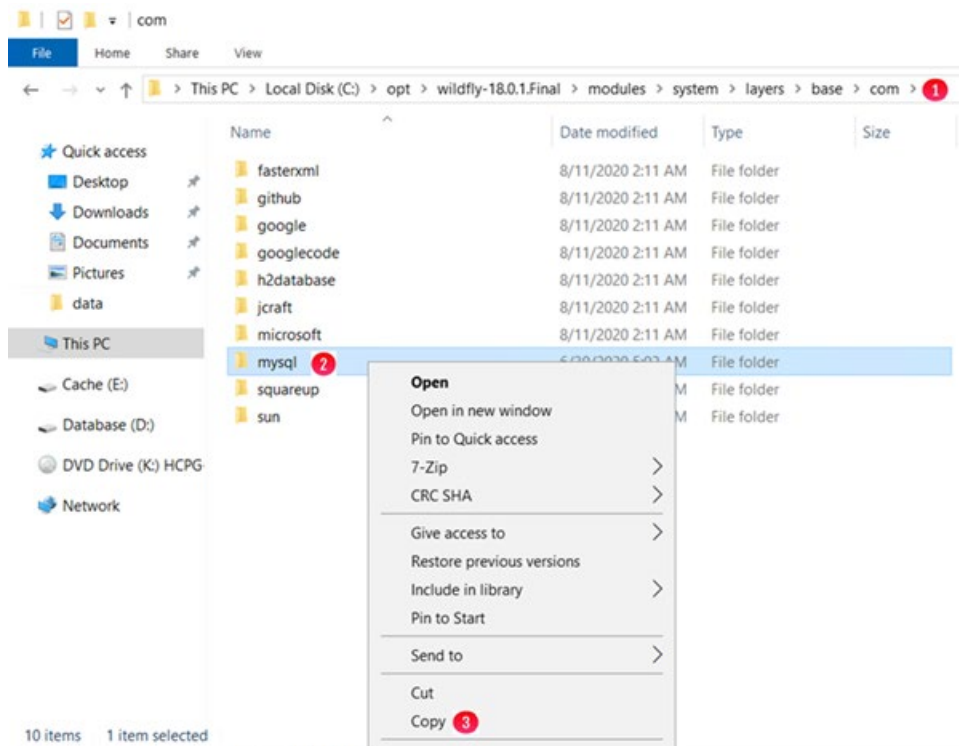 com
File Home Share View
This PC > Local Disk (C:) > opt > wildfly-18.0.1.Final > modules > system > layers > base > com > 1
Name Date modified Type Size
Quick access
Desktop
Downloads
Documents
Pictures
data
This PC
Cache (E:)
Database (D:)
DVD Drive (K:) HCPG
Network
fasterxml 8/11/2020 2:11 AM File folder
github 8/11/2020 2:11 AM File folder
google 8/11/2020 2:11 AM File folder
googlecode 8/11/2020 2:11 AM File folder
h2database 8/11/2020 2:11 AM File folder
jcraft 8/11/2020 2:11 AM File folder
microsoft 8/11/2020 2:11 AM File folder
mysql 2 AM File folder
squareup M File folder
sun M File folder
Open
Open in new window
Pin to Quick access
7-Zip
CRC SHA
Give access to
Restore previous versions
Include in library
Pin to Start
Send to
Cut
Copy 3
10 items 1 item selected